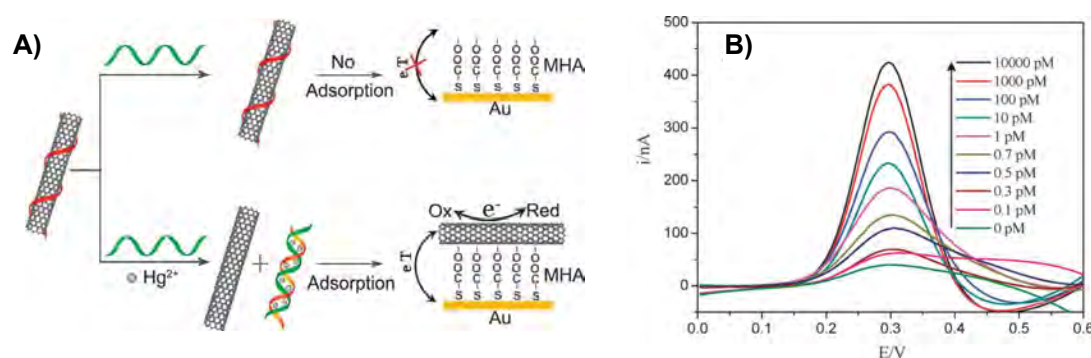 A)
No
Adsorption
e T
O O O O O
O O O O O
C C C C C
S S S S S
MHA
Au
Hg²⁺
+
Adsorption
Ox e⁻ Red
e T
O O O O O
O O O O O
C C C C C
S S S S S
MHA
Au
B)
i/nA
400
300
200
100
0
0.0 0.1 0.2 0.3 0.4 0.5 0.6
E/V
10000 pM
1000 pM
100 pM
10 pM
1 pM
0.7 pM
0.5 pM
0.3 pM
0.1 pM
0 pM